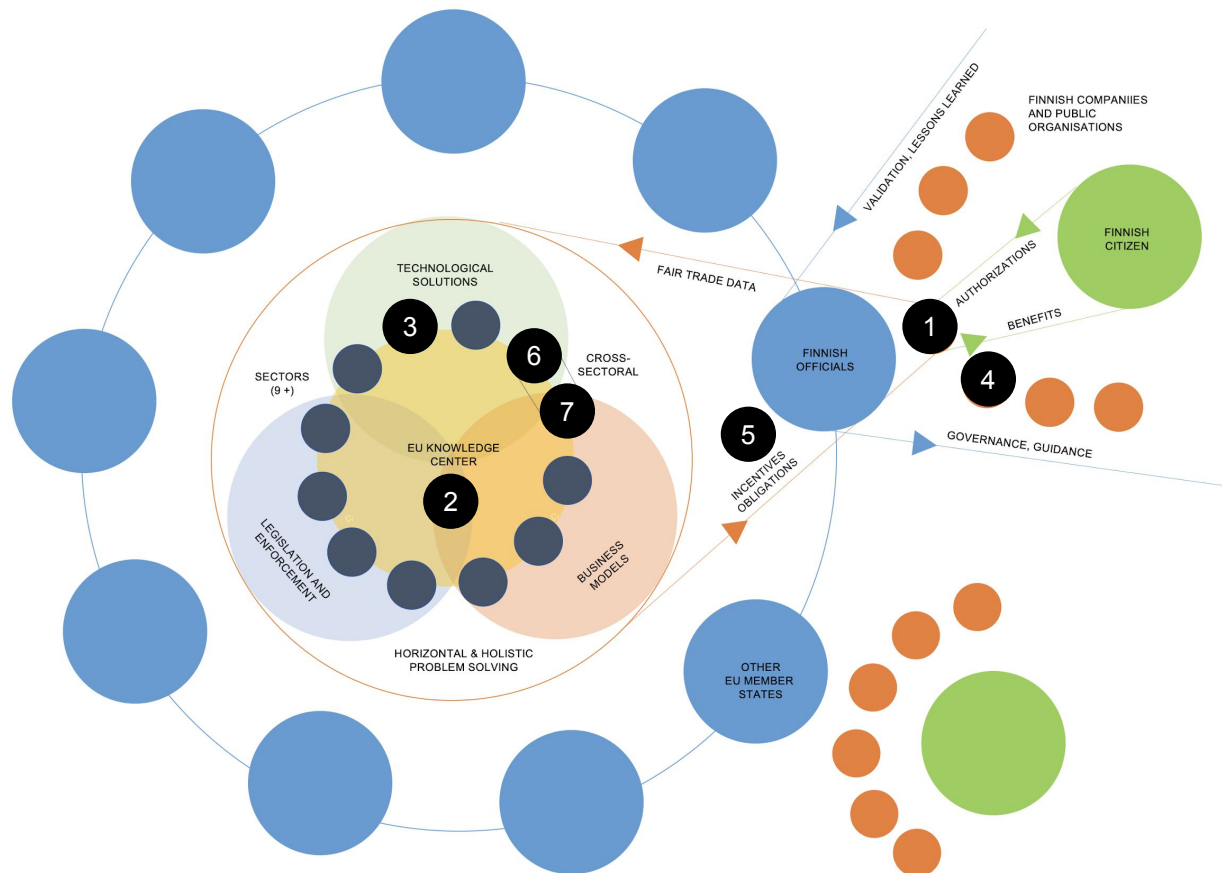 VALIDATION, LESSONS LEARNED
FINNISH COMPANIIES
AND PUBLIC
ORGANISATIONS
FINNISH
CITIZEN
AUTHORIZATIONS
BENEFITS
FAIR TRADE DATA
1
4
FINNISH
OFFICIALS
5
INCENTIVES
OBLIGATIONS
GOVERNANCE, GUIDANCE
TECHNOLOGICAL
SOLUTIONS
3
6
CROSS-
SECTORAL
7
SECTORS
(9 +)
EU KNOWLEDGE
CENTER
2
LEGISLATION AND
ENFORCEMENT
BUSINESS
MODELS
HORIZONTAL & HOLISTIC
PROBLEM SOLVING
OTHER
EU MEMBER
STATES